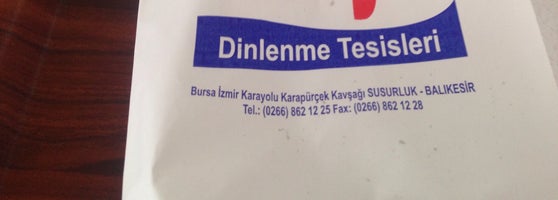 Dinlenme Tesisleri
Bursa İzmir Karayolu Karapürçek Kavşağı SUSURLUK - BALIKESİR
Tel.: (0266) 862 12 25 Fax: (0266) 862 12 28